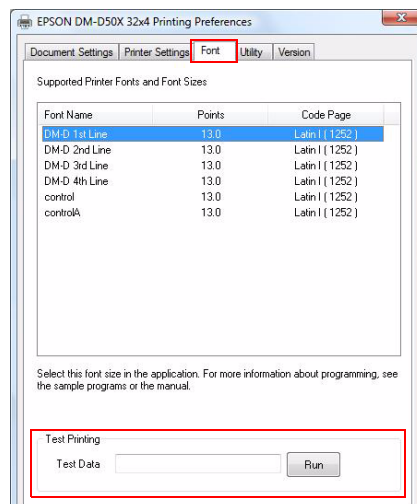 EPSON DM-D50X 32x4 Printing Preferences
Document Settings Printer Settings Font Utility Version
Supported Printer Fonts and Font Sizes
Font Name Points Code Page
DM-D 1st Line 13.0 Latin I ( 1252 )
DM-D 2nd Line 13.0 Latin I ( 1252 )
DM-D 3rd Line 13.0 Latin I ( 1252 )
DM-D 4th Line 13.0 Latin I ( 1252 )
control 13.0 Latin I ( 1252 )
controlA 13.0 Latin I ( 1252 )
Select this font size in the application. For more information about programming, see
the sample programs or the manual.
Test Printing
Test Data Run